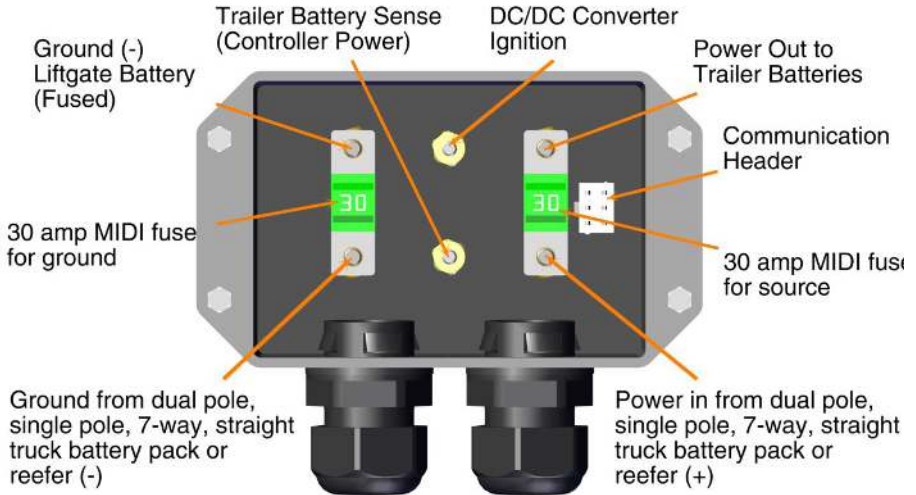 Trailer Battery Sense
(Controller Power)
DC/DC Converter
Ignition
Ground (-)
Liftgate Battery
(Fused)
Power Out to
Trailer Batteries
Communication
Header
30
30
30 amp MIDI fuse
for ground
30 amp MIDI fuse
for source
Ground from dual pole,
single pole, 7-way, straight
truck battery pack or
reefer (-)
Power in from dual pole,
single pole, 7-way, straight
truck battery pack or
reefer (+)